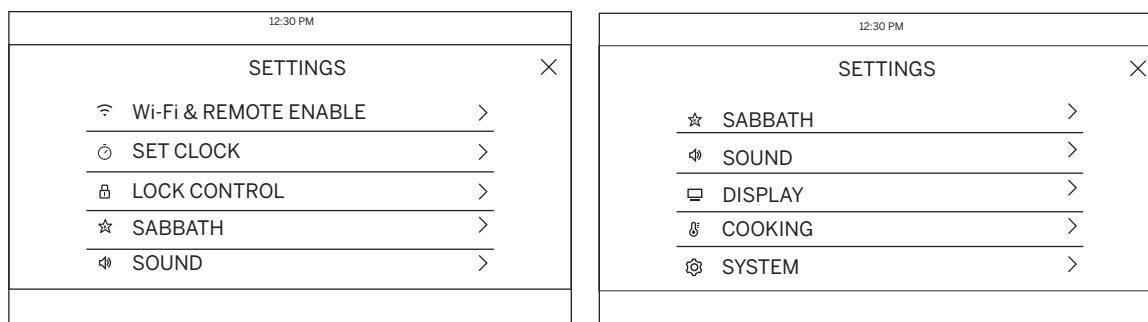 12:30 PM
SETTINGS
Wi-Fi & REMOTE ENABLE
SET CLOCK
LOCK CONTROL
SABBATH
SOUND
12:30 PM
SETTINGS
SABBATH
SOUND
DISPLAY
COOKING
SYSTEM